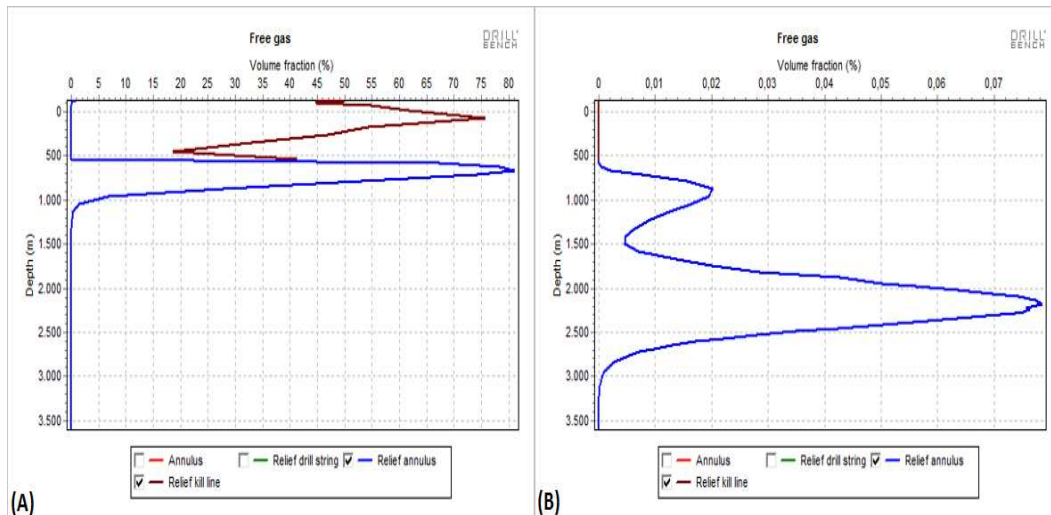 Free gas
DRILL
BENCH
Volume fraction (%)
0 5 10 15 20 25 30 35 40 45 50 55 60 65 70 75 80
Depth (m)
0
500
1.000
1.500
2.000
2.500
3.000
3.500
Annulus
Relief drill string
Relief annulus
Relief kill line
(A)
Free gas
DRILL
BENCH
Volume fraction (%)
0 0,01 0,02 0,03 0,04 0,05 0,06 0,07
Depth (m)
0
500
1.000
1.500
2.000
2.500
3.000
3.500
Annulus
Relief drill string
Relief annulus
Relief kill line
(B)